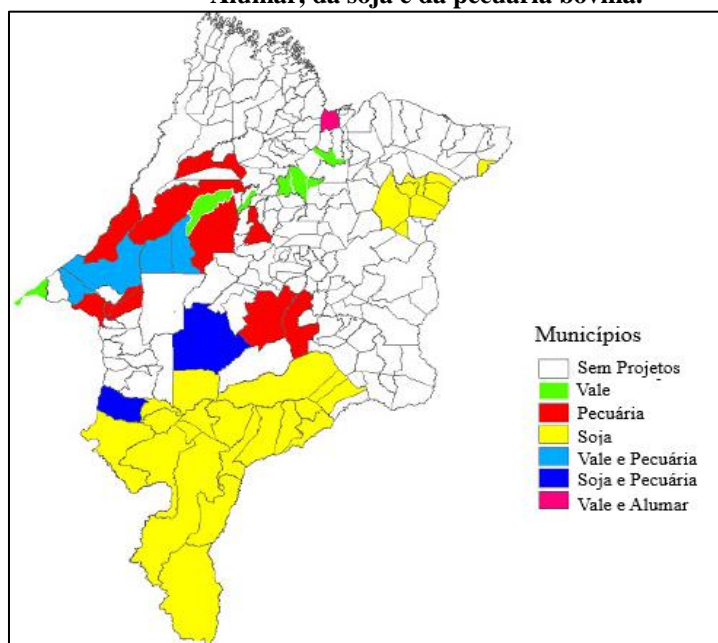 Alumar, da soja e da pecuária bovina.
Municípios
Sem Projetos
Vale
Pecuária
Soja
Vale e Pecuária
Soja e Pecuária
Vale e Alumar